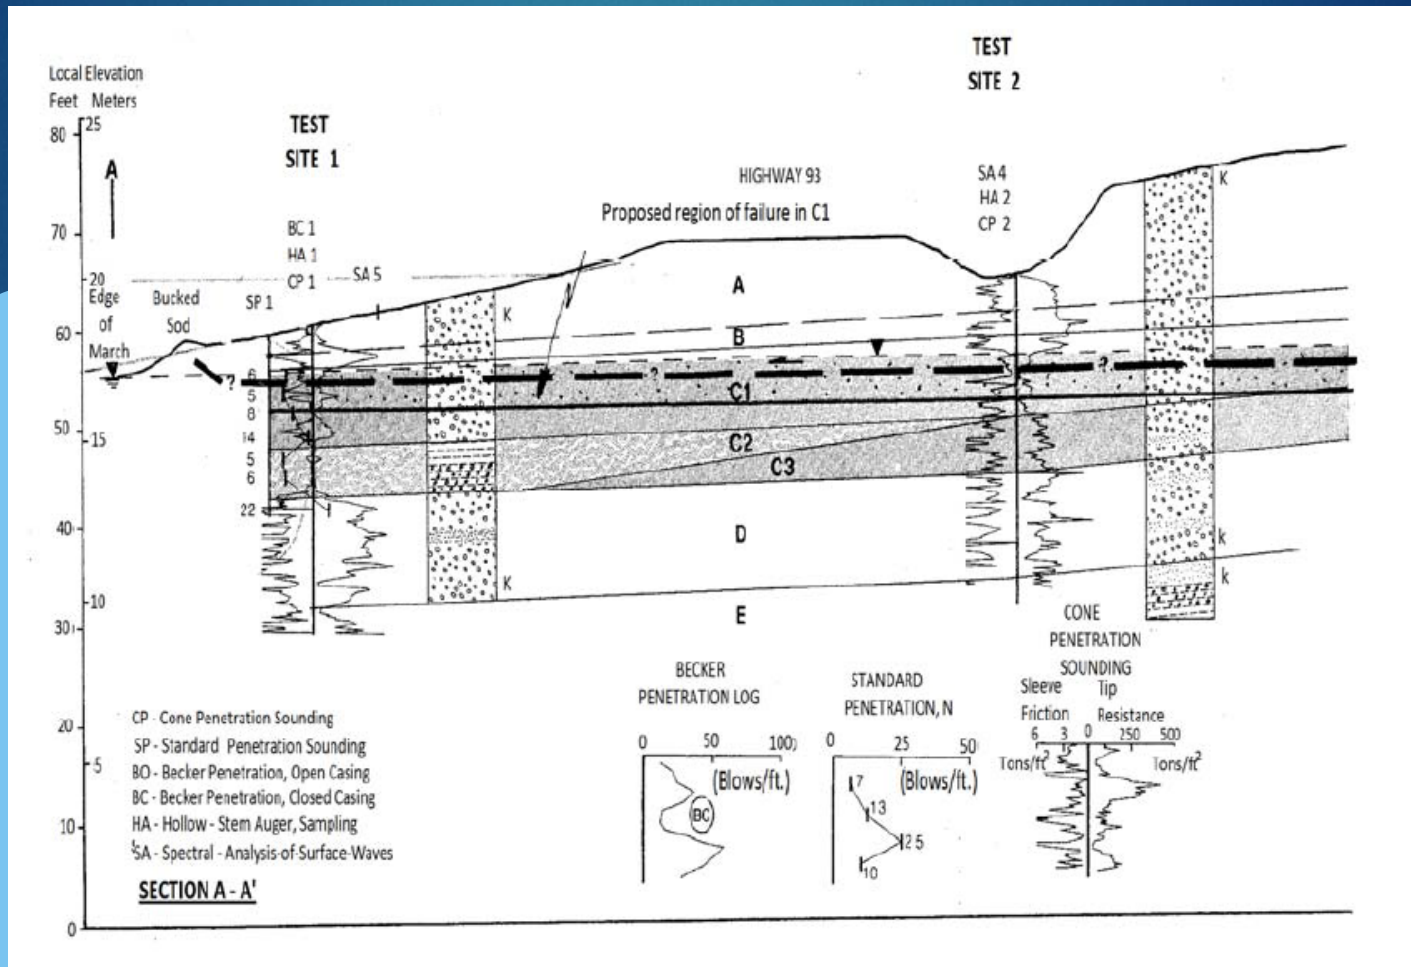 TEST
SITE 2
Local Elevation
Feet Meters
80
25
TEST
SITE 1
A
HIGHWAY 93
SA 4
HA 2
CP 2
K
Proposed region of failure in C1
70
BC 1
HA 1
CP 1
SA 5
20
Edge
of
March
Bucked
Sod
SP 1
60
K
A
B
6
?
?
?
5
C1
8
50
15
14
C2
5
C3
6
22
40
D
k
K
k
10
30
E
CONE
PENETRATION
SOUNDING
BECKER
PENETRATION LOG
STANDARD
PENETRATION, N
Sleeve
Friction
Tip
Resistance
0 50 100
0 25 50
6 3 0 250 500
Tons/ft² Tons/ft²
(Blows/ft.)
(Blows/ft.)
BC
7
13
25
10
CP - Cone Penetration Sounding
SP - Standard Penetration Sounding
BO - Becker Penetration, Open Casing
BC - Becker Penetration, Closed Casing
HA - Hollow - Stem Auger, Sampling
SA - Spectral - Analysis-of-Surface-Waves
SECTION A - A'
20
5
10
0